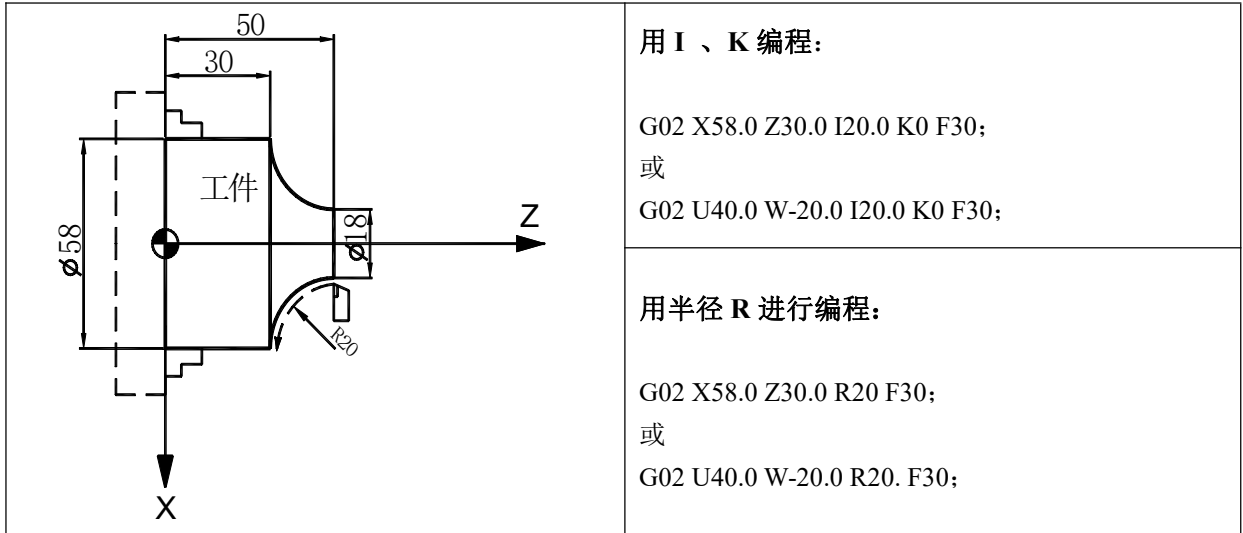 50
30
工件
ø58
ø18
Z
R20
X
用 I 、K 编程：
G02 X58.0 Z30.0 I20.0 K0 F30；
或
G02 U40.0 W-20.0 I20.0 K0 F30；
用半径 R 进行编程：
G02 X58.0 Z30.0 R20 F30；
或
G02 U40.0 W-20.0 R20. F30；